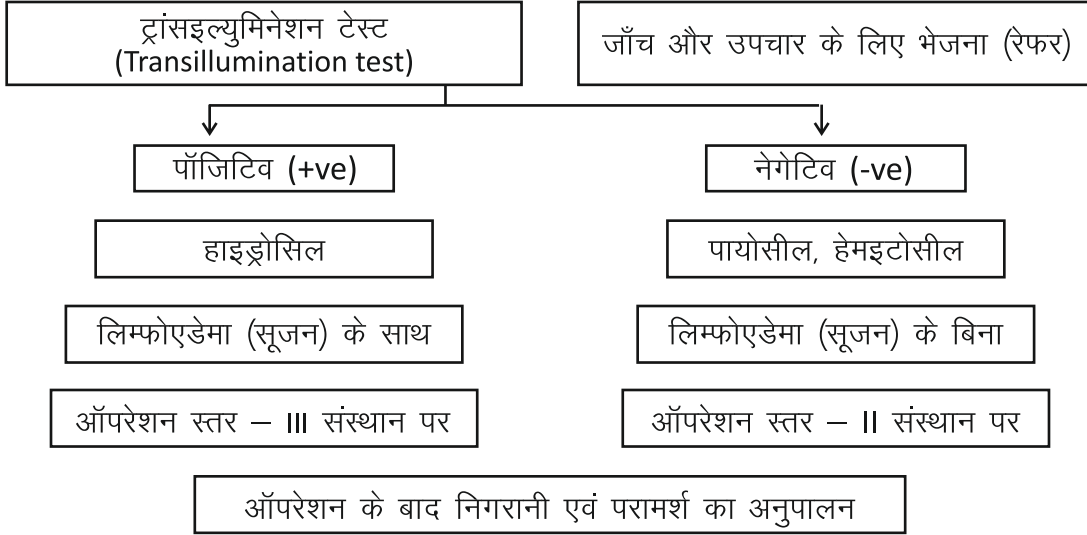 ट्रांसइल्युमिनेशन टेस्ट
(Transillumination test)
जाँच और उपचार के लिए भेजना (रेफर)
पॉजिटिव (+ve)
नेगेटिव (-ve)
हाइड्रोसिल
पायोसील, हेमइटोसील
लिम्फोएडेमा (सूजन) के साथ
लिम्फोएडेमा (सूजन) के बिना
ऑपरेशन स्तर – III संस्थान पर
ऑपरेशन स्तर – II संस्थान पर
ऑपरेशन के बाद निगरानी एवं परामर्श का अनुपालन